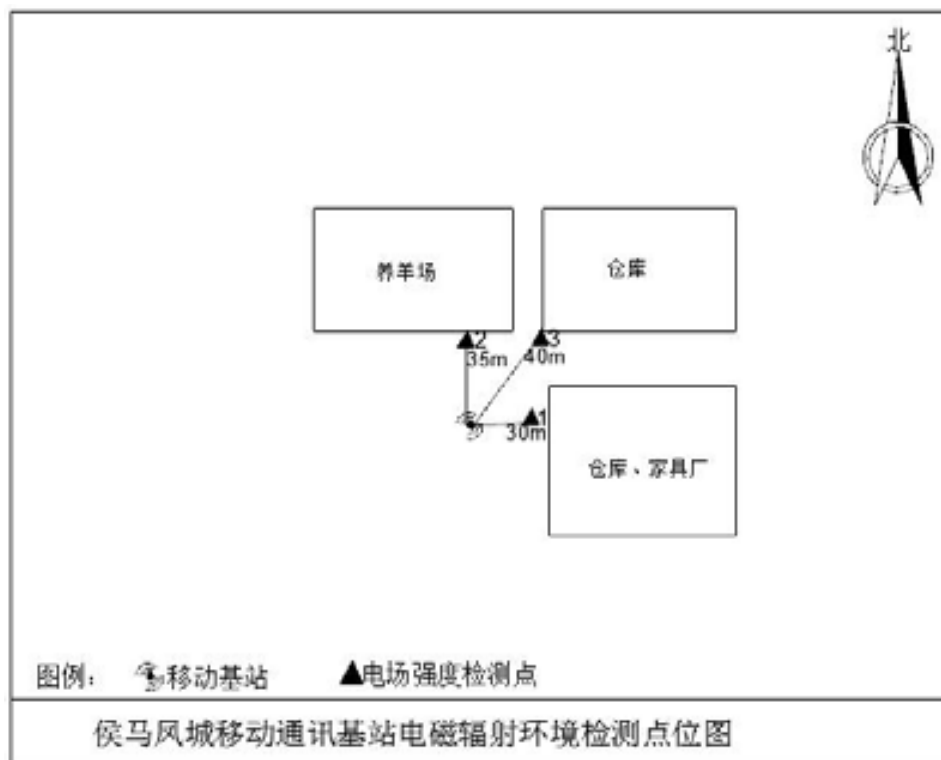 北
养羊场
仓库
2
3
35m
40m
1
30m
仓库、家具厂
图例：
移动基站
电场强度检测点
侯马凤城移动通讯基站电磁辐射环境检测点位图